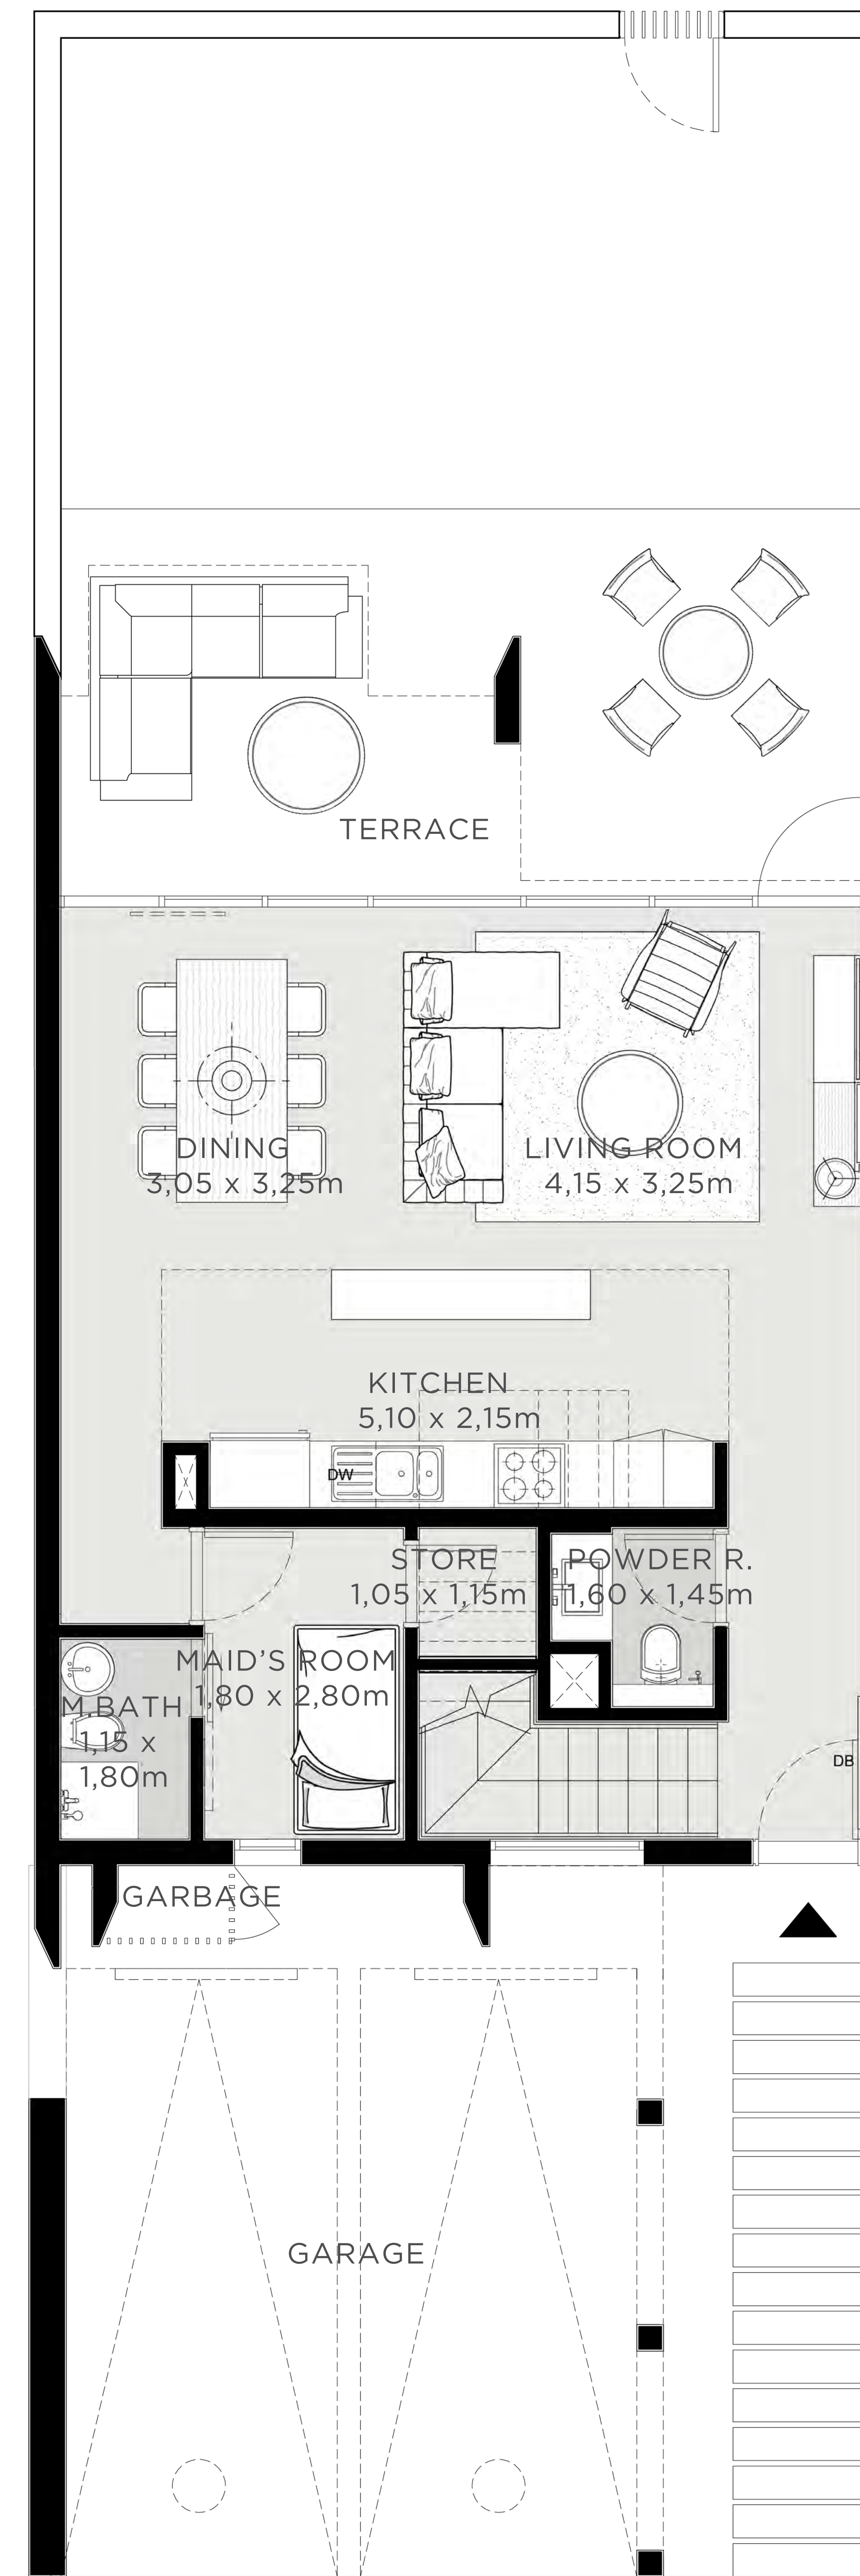 TERRACE
DINING
3,05 x 3,25m
LIVING ROOM
4,15 x 3,25m
KITCHEN
5,10 x 2,15m
DW
STORE
1,05 x 1,15m
POWDER R.
1,60 x 1,45m
MAID'S ROOM
1,80 x 2,80m
M.BATH
1,15 x
1,80m
DB
GARBAGE
GARAGE